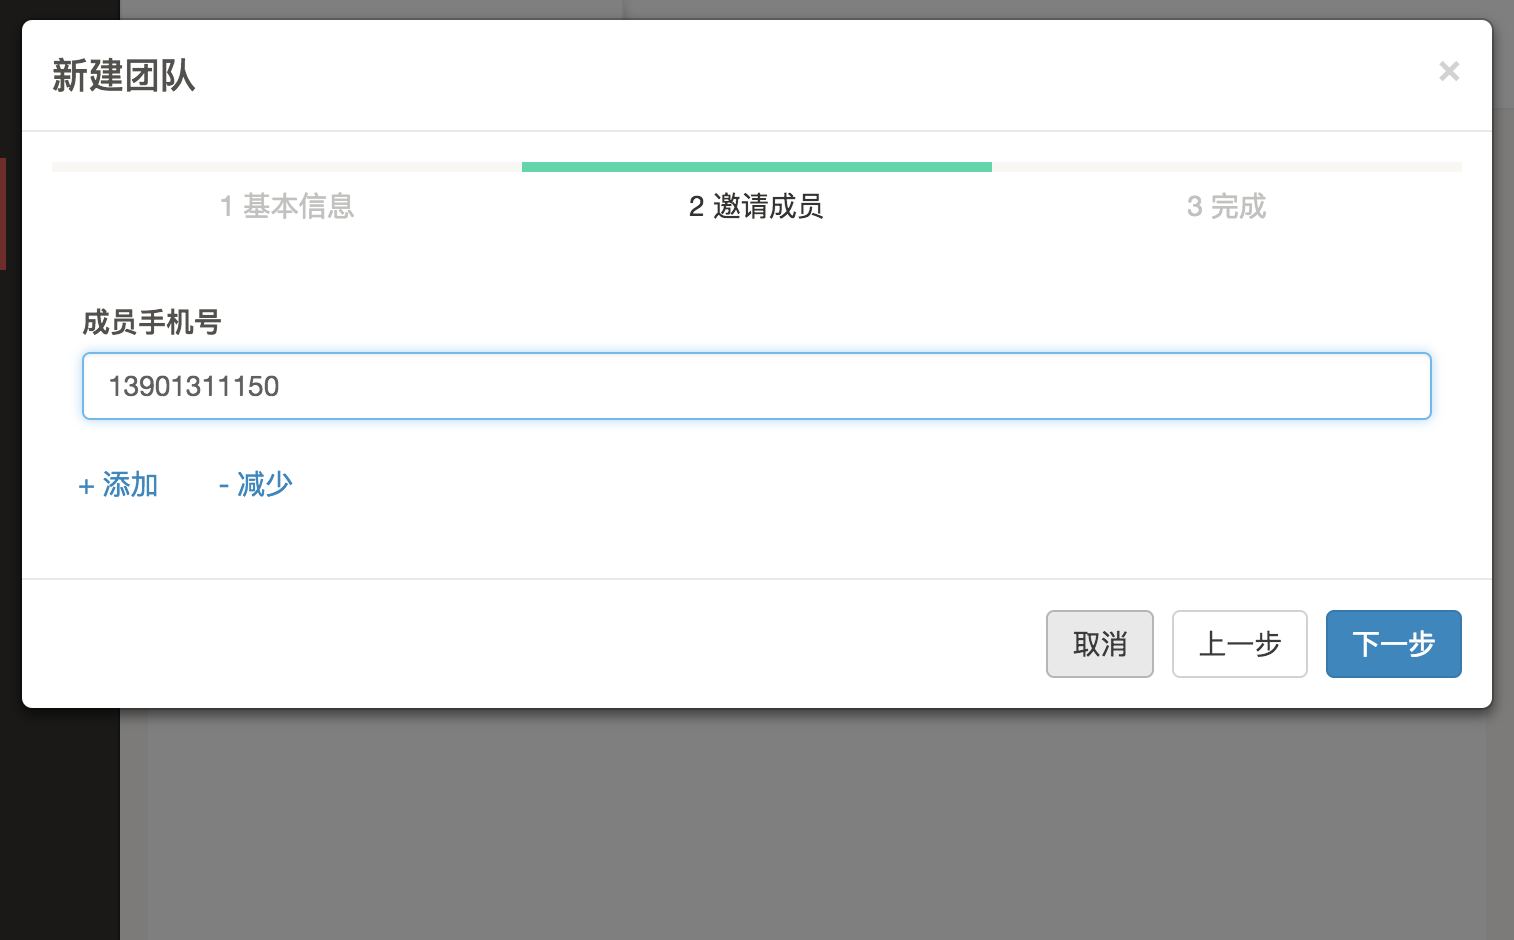 新建团队
×
1 基本信息
2 邀请成员
3 完成
成员手机号
13901311150
+ 添加
- 减少
取消
上一步
下一步